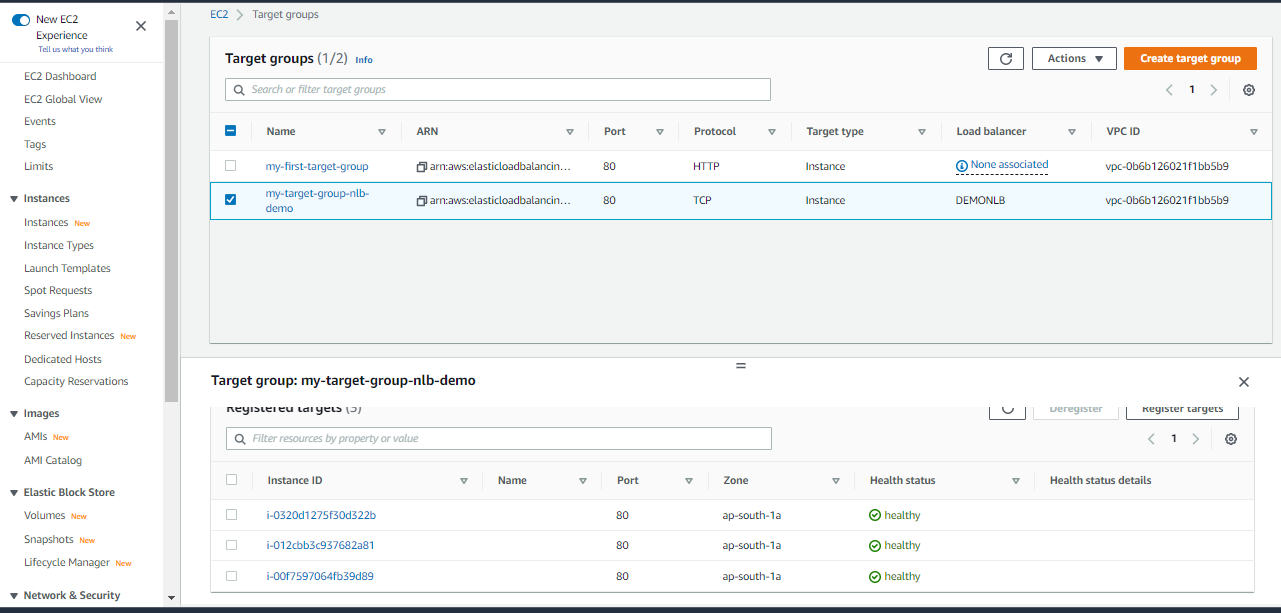 New EC2
Experience
Tell us what you think
EC2 Dashboard
EC2 Global View
Events
Tags
Limits
Instances
Instances New
Instance Types
Launch Templates
Spot Requests
Savings Plans
Reserved Instances New
Dedicated Hosts
Capacity Reservations
Images
AMIs New
AMI Catalog
Elastic Block Store
Volumes New
Snapshots New
Lifecycle Manager New
Network & Security
EC2 > Target groups
Target groups (1/2) Info
Actions
Create target group
Search or filter target groups
1
Name ARN Port Protocol Target type Load balancer VPC ID
my-first-target-group arn:aws:elasticloadbalancin... 80 HTTP Instance None associated vpc-0b6b126021f1bb5b9
my-target-group-nlb-
demo arn:aws:elasticloadbalancin... 80 TCP Instance DEMONLB vpc-0b6b126021f1bb5b9
Target group: my-target-group-nlb-demo
Registered targets (3)
Deregister
Register targets
Filter resources by property or value
1
Instance ID Name Port Zone Health status Health status details
i-0320d1275f30d322b 80 ap-south-1a healthy
i-012cbb3c937682a81 80 ap-south-1a healthy
i-00f7597064fb39d89 80 ap-south-1a healthy